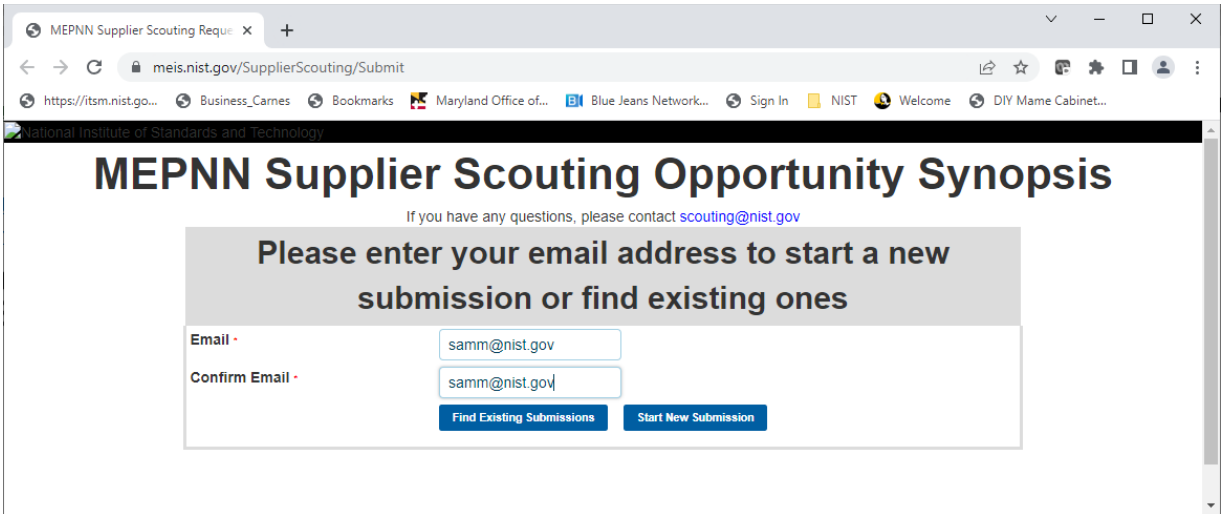 MEPNN Supplier Scouting Reque
meis.nist.gov/SupplierScouting/Submit
https://itsm.nist.go... Business_Carnes Bookmarks Maryland Office of... Blue Jeans Network... Sign In NIST Welcome DIY Mame Cabinet...
National Institute of Standards and Technology
MEPNN Supplier Scouting Opportunity Synopsis
If you have any questions, please contact scouting@nist.gov
Please enter your email address to start a new
submission or find existing ones
Email *
samm@nist.gov
Confirm Email *
samm@nist.gov
Find Existing Submissions Start New Submission